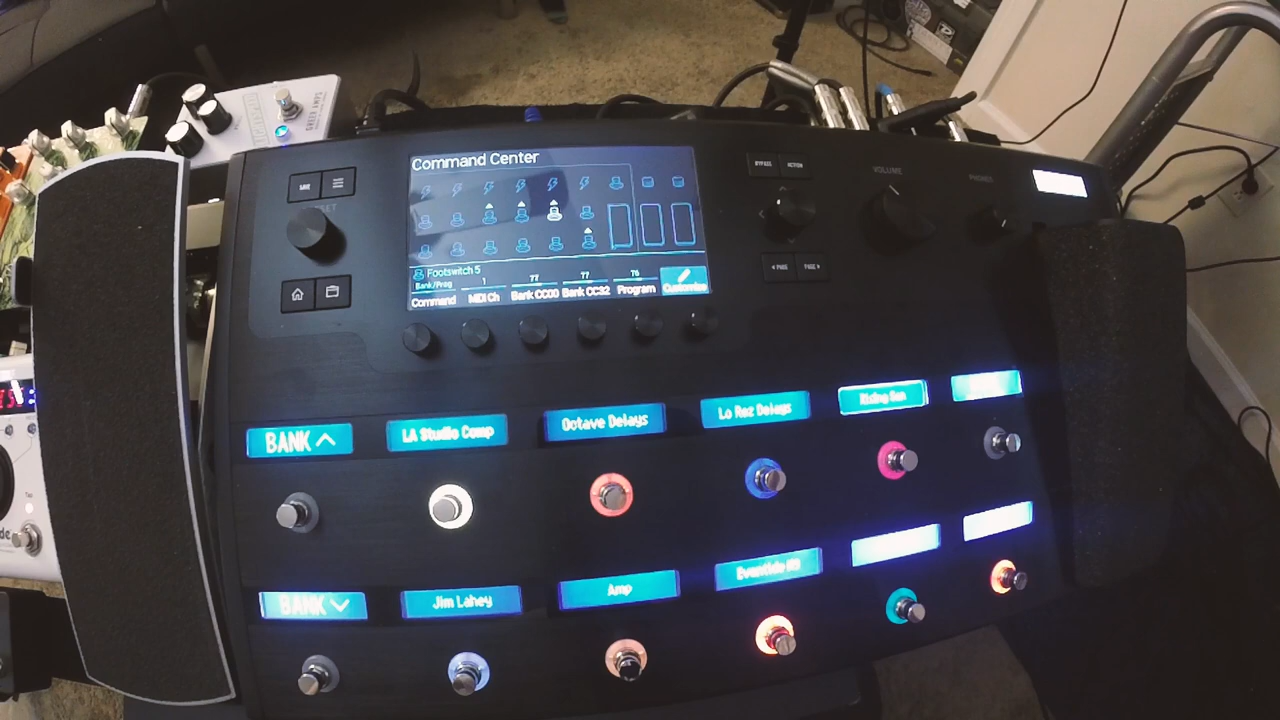 GREEN AMPS
Command Center
BYPASS
ACTION
VOLUME
PHONES
< PAGE
PAGE >
Footswitch 5
Bank/Prog
1
77
77
76
Command
MIDI Ch
Bank CC00
Bank CC32
Program
Customize
BANK
LA Studio Comp
Octave Delays
Lo Rez Delays
Rising Sun
BANK
Jim Lahey
Amp
Eventide H9